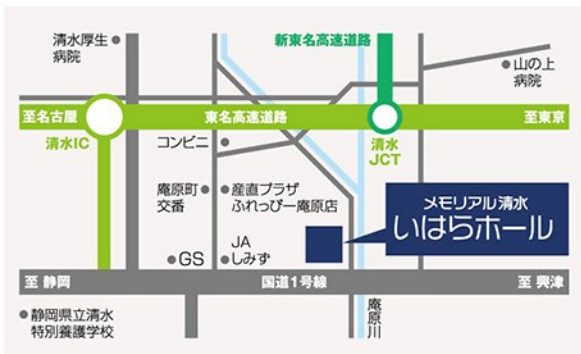 清水厚生
病院
新東名高速道路
山の上
病院
至名古屋
東名高速道路
至東京
清水IC
コンビニ
清水
JCT
庵原町
交番
産直プラザ
ふれっぴー庵原店
メモリアル清水
いはらホール
GS
JA
しみず
至 静岡
国道1号線
至 興津
静岡県立清水
特別養護学校
庵原川